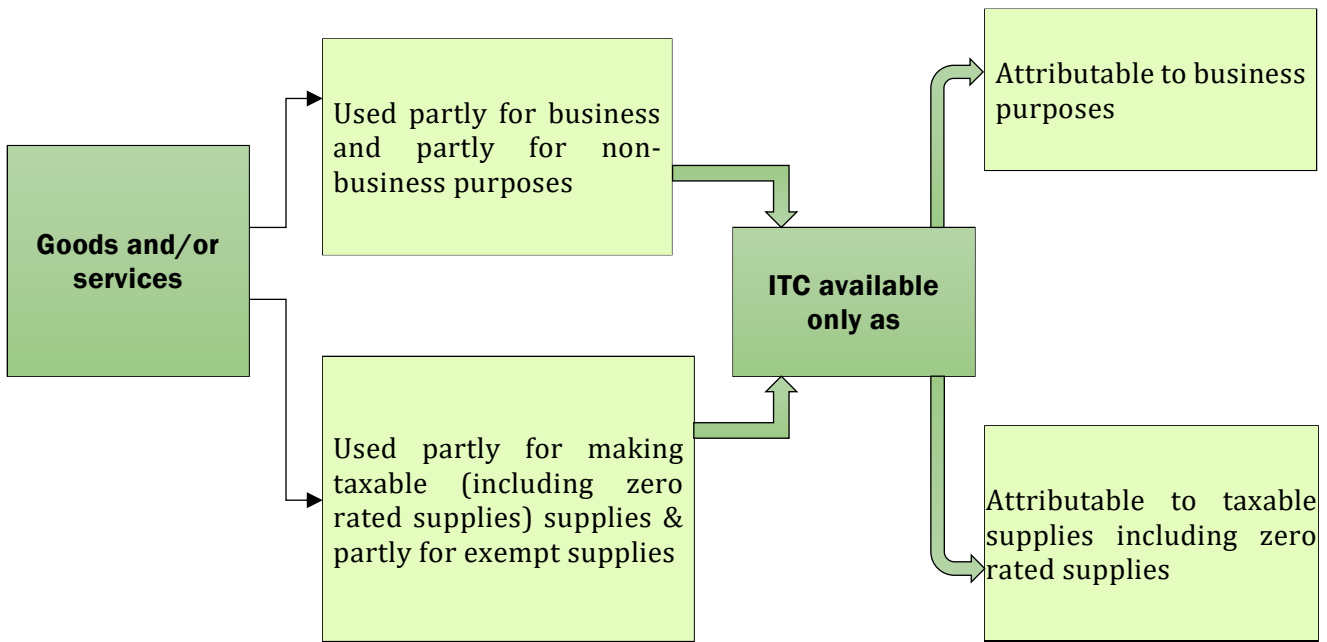 Goods and/or
services
Used partly for business
and partly for non-
business purposes
Used partly for making
taxable (including zero
rated supplies) supplies &
partly for exempt supplies
ITC available
only as
Attributable to business
purposes
Attributable to taxable
supplies including zero
rated supplies